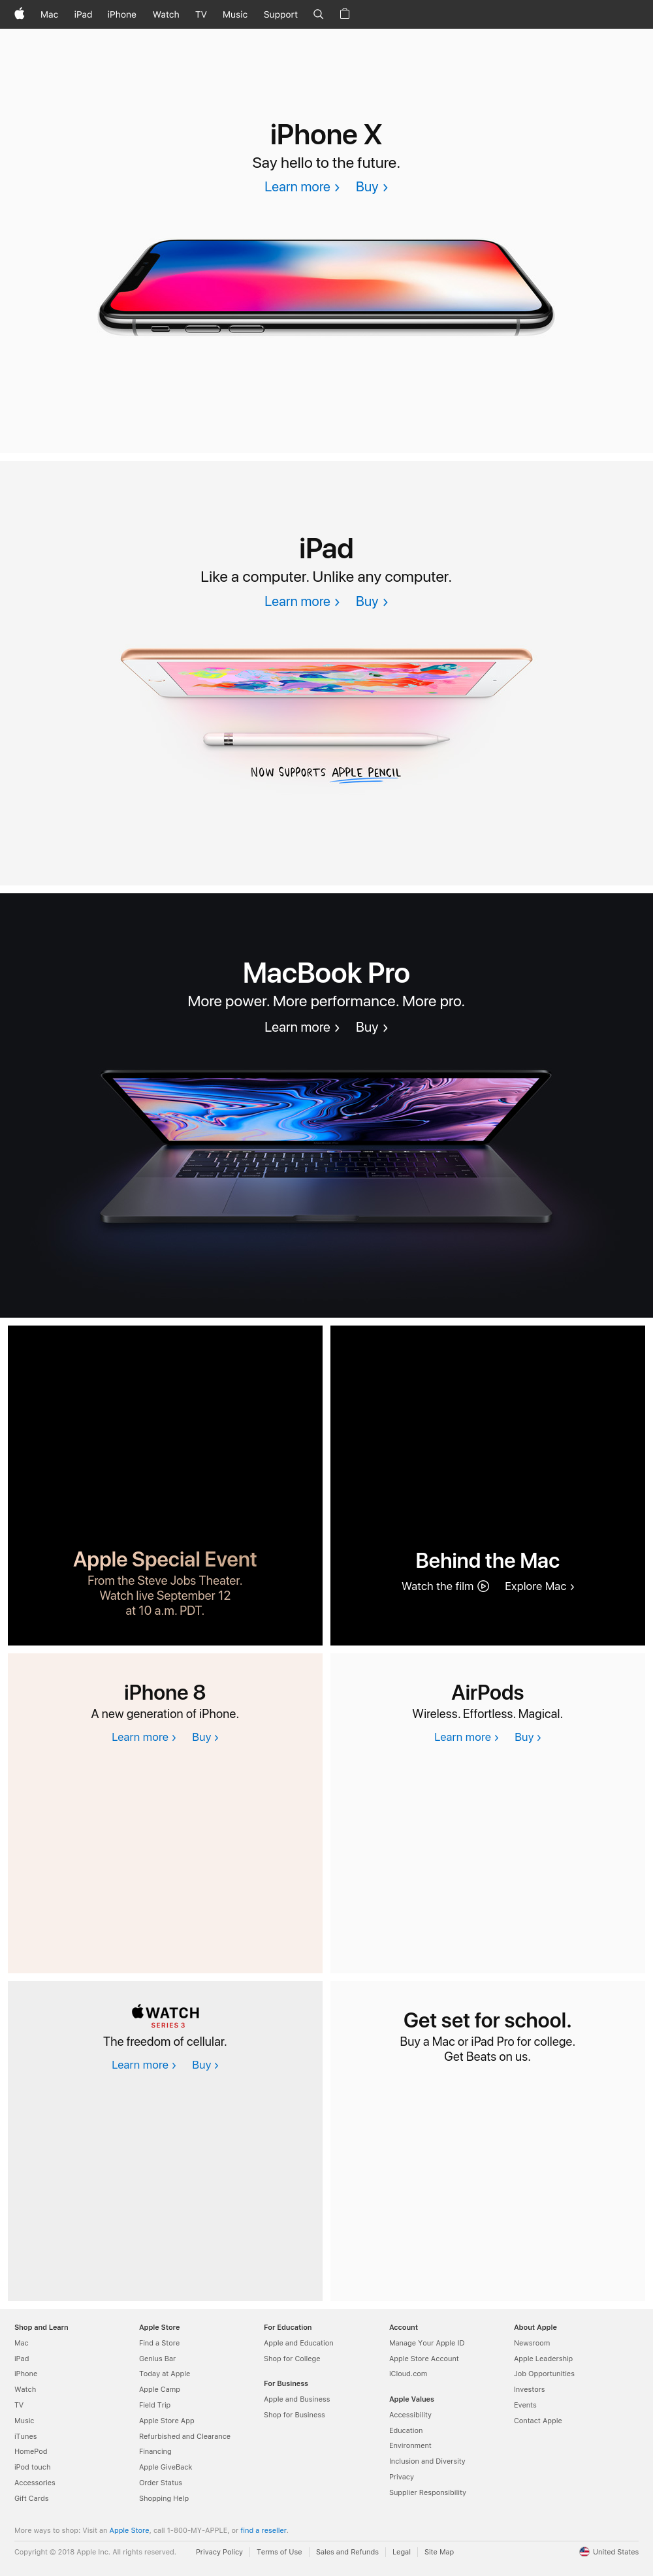 Mac iPad iPhone Watch TV Music Support
iPhone X
Say hello to the future.
Learn more > Buy >
iPad
Like a computer. Unlike any computer.
Learn more > Buy >
NOW SUPPORTS APPLE PENCIL
MacBook Pro
More power. More performance. More pro.
Learn more > Buy >
Apple Special Event
From the Steve Jobs Theater.
Watch live September 12
at 10 a.m. PDT.
Behind the Mac
Watch the film Explore Mac >
iPhone 8
A new generation of iPhone.
Learn more > Buy >
AirPods
Wireless. Effortless. Magical.
Learn more > Buy >
WATCH
SERIES 3
The freedom of cellular.
Learn more > Buy >
Get set for school.
Buy a Mac or iPad Pro for college.
Get Beats on us.
Shop and Learn
Mac
iPad
iPhone
Watch
TV
Music
iTunes
HomePod
iPod touch
Accessories
Gift Cards
Apple Store
Find a Store
Genius Bar
Today at Apple
Apple Camp
Field Trip
Apple Store App
Refurbished and Clearance
Financing
Apple GiveBack
Order Status
Shopping Help
For Education
Apple and Education
Shop for College
For Business
Apple and Business
Shop for Business
Account
Manage Your Apple ID
Apple Store Account
iCloud.com
Apple Values
Accessibility
Education
Environment
Inclusion and Diversity
Privacy
Supplier Responsibility
About Apple
Newsroom
Apple Leadership
Job Opportunities
Investors
Events
Contact Apple
More ways to shop: Visit an Apple Store, call 1-800-MY-APPLE, or find a reseller.
Copyright © 2018 Apple Inc. All rights reserved. Privacy Policy | Terms of Use | Sales and Refunds | Legal | Site Map United States